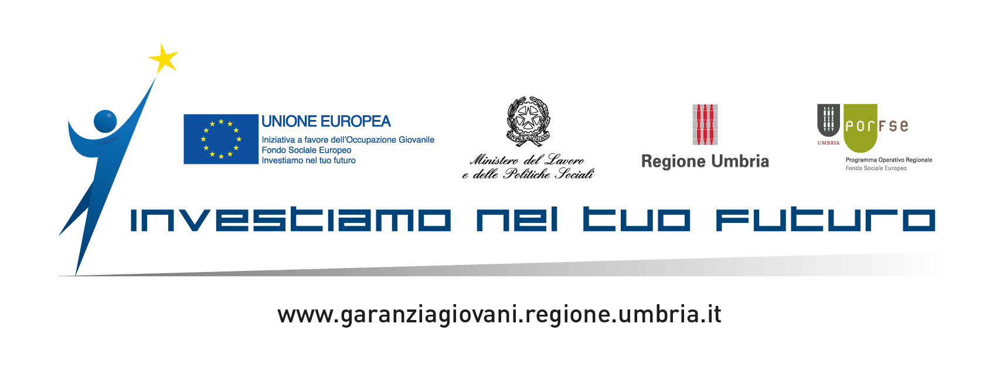 UNIONE EUROPEA
Iniziativa a favore dell'Occupazione Giovanile
Fondo Sociale Europeo
Investiamo nel tuo futuro
REPVBBLICA ITALIANA
Ministero del Lavoro
e delle Politiche Sociali
Regione Umbria
UMBRIA
porFse
Programma Operativo Regionale
Fondo Sociale Europeo
investiamo nel tuo futuro
www.garanziagiovani.regione.umbria.it